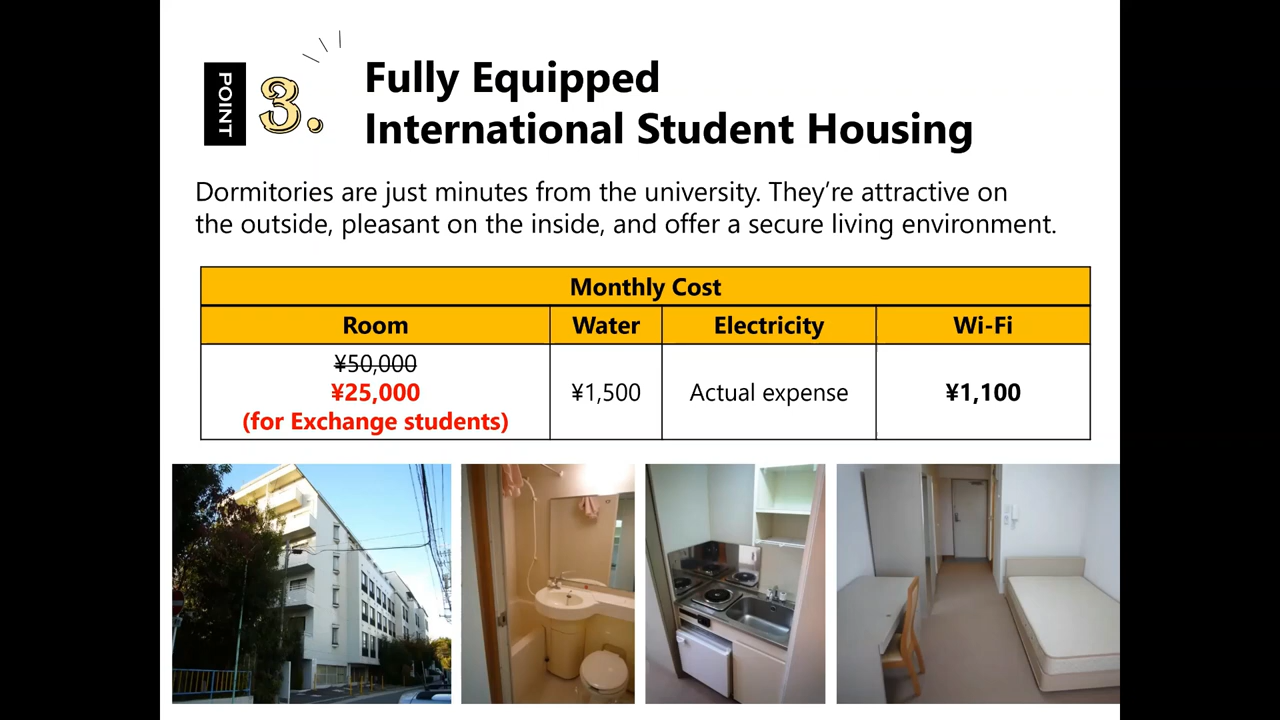 POINT
3.
Fully Equipped
International Student Housing
Dormitories are just minutes from the university. They’re attractive on
the outside, pleasant on the inside, and offer a secure living environment.
Monthly Cost
Room Water Electricity Wi-Fi
¥50,000
¥25,000
(for Exchange students)
¥1,500
Actual expense
¥1,100